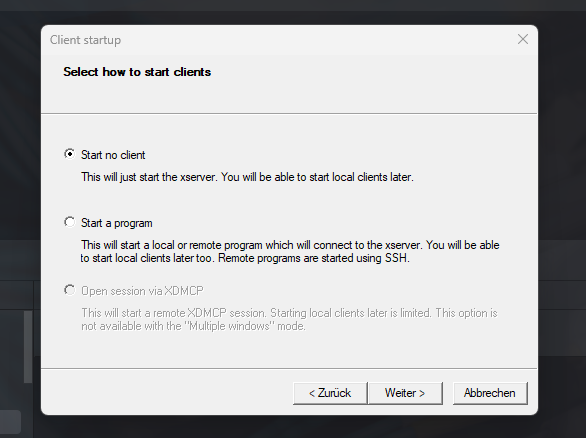 Client startup
Select how to start clients
Start no client
This will just start the xserver. You will be able to start local clients later.
Start a program
This will start a local or remote program which will connect to the xserver. You will be able
to start local clients later too. Remote programs are started using SSH.
Open session via XDMCP
This will start a remote XDMCP session. Starting local clients later is limited. This option is
not available with the "Multiple windows" mode.
< Zurück Weiter > Abbrechen